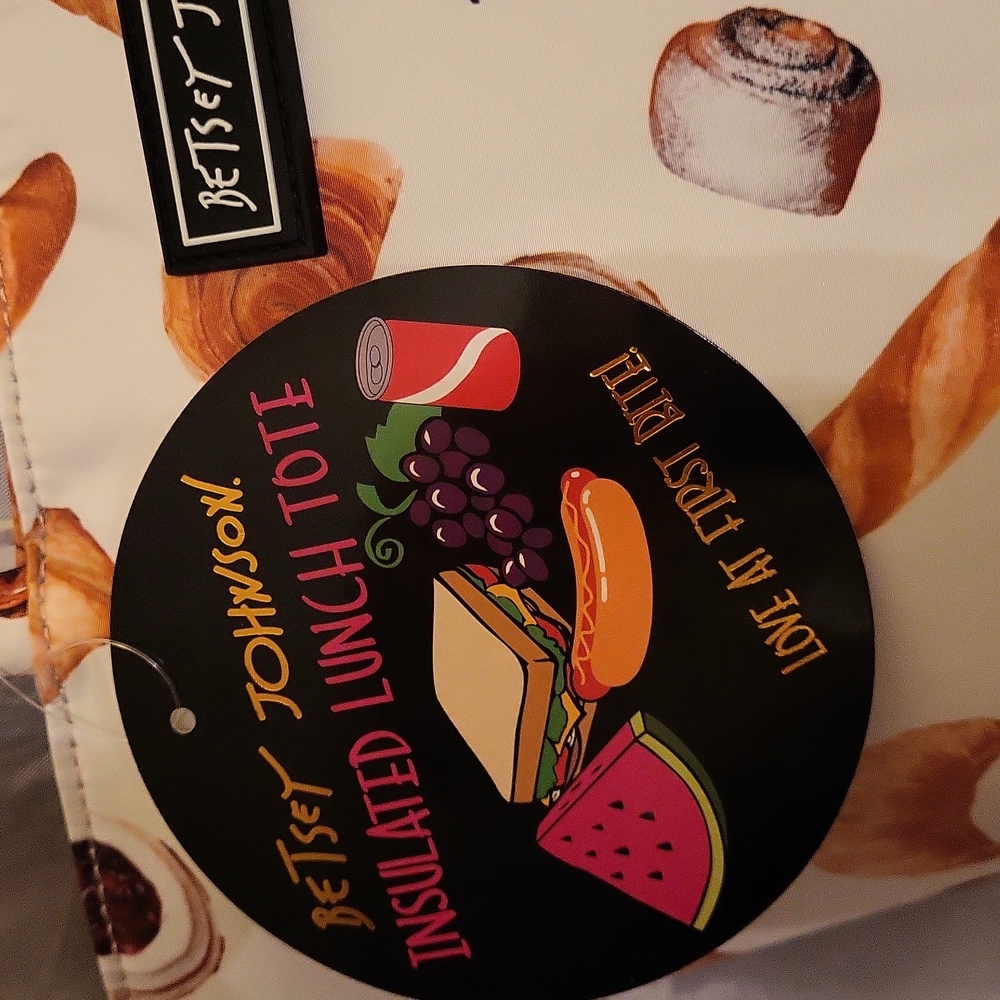 BETSEY J
BETSEY JOHNSON.
INSULATED LUNCH TOTE
LOVE AT FIRST BITE!